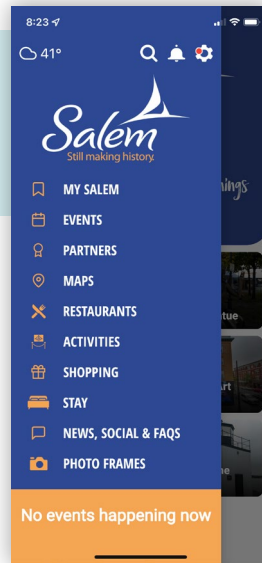 8:23
41°
Salem
Still making history.
MY SALEM
EVENTS
PARTNERS
MAPS
RESTAURANTS
ACTIVITIES
SHOPPING
STAY
NEWS, SOCIAL & FAQS
PHOTO FRAMES
No events happening now